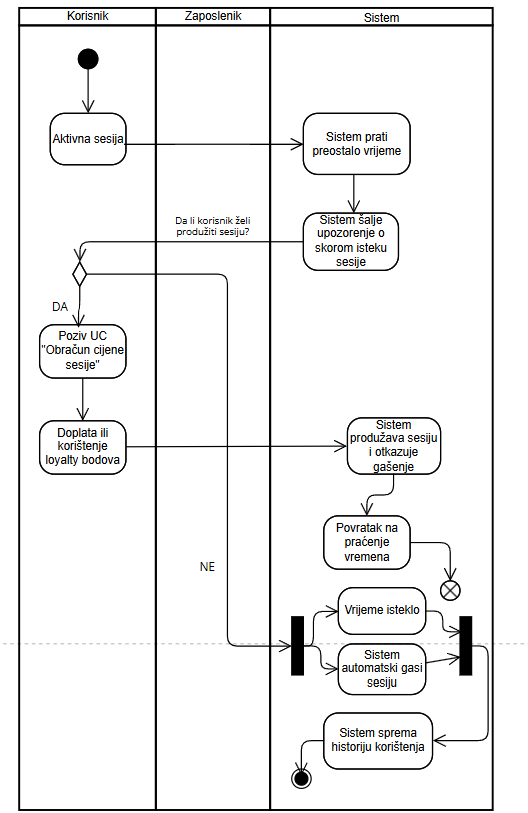 Korisnik
Zaposlenik
Sistem
Aktivna sesija
Sistem prati
preostalo vrijeme
Da li korisnik želi
produžiti sesiju?
Sistem šalje
upozorenje o
skorom isteku
sesije
DA
Poziv UC
"Obračun cijene
sesije"
Doplata ili
korištenje
loyalty bodova
Sistem
produžava sesiju
i otkazuje
gašenje
Povratak na
praćenje
vremena
NE
Vrijeme isteklo
Sistem
automatski gasi
sesiju
Sistem sprema
historiju korištenja